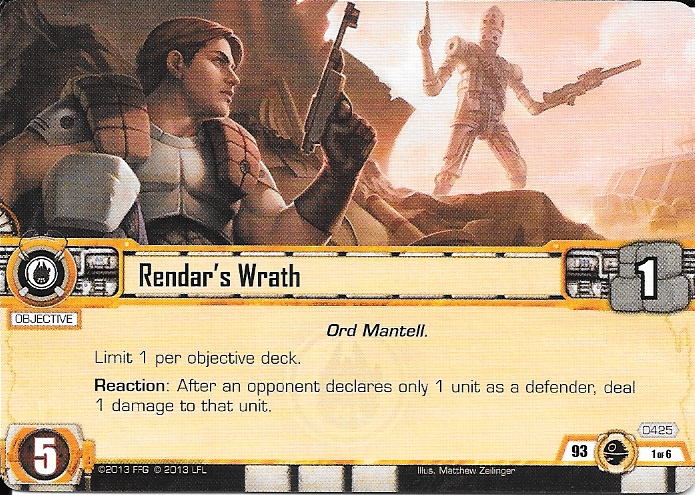 Rendar's Wrath
1
OBJECTIVE
Ord Mantell.
Limit 1 per objective deck.
Reaction: After an opponent declares only 1 unit as a defender, deal
1 damage to that unit.
0425
5
93
1 OF 6
©2013 FFG © 2013 LFL
Illus. Matthew Zeilinger